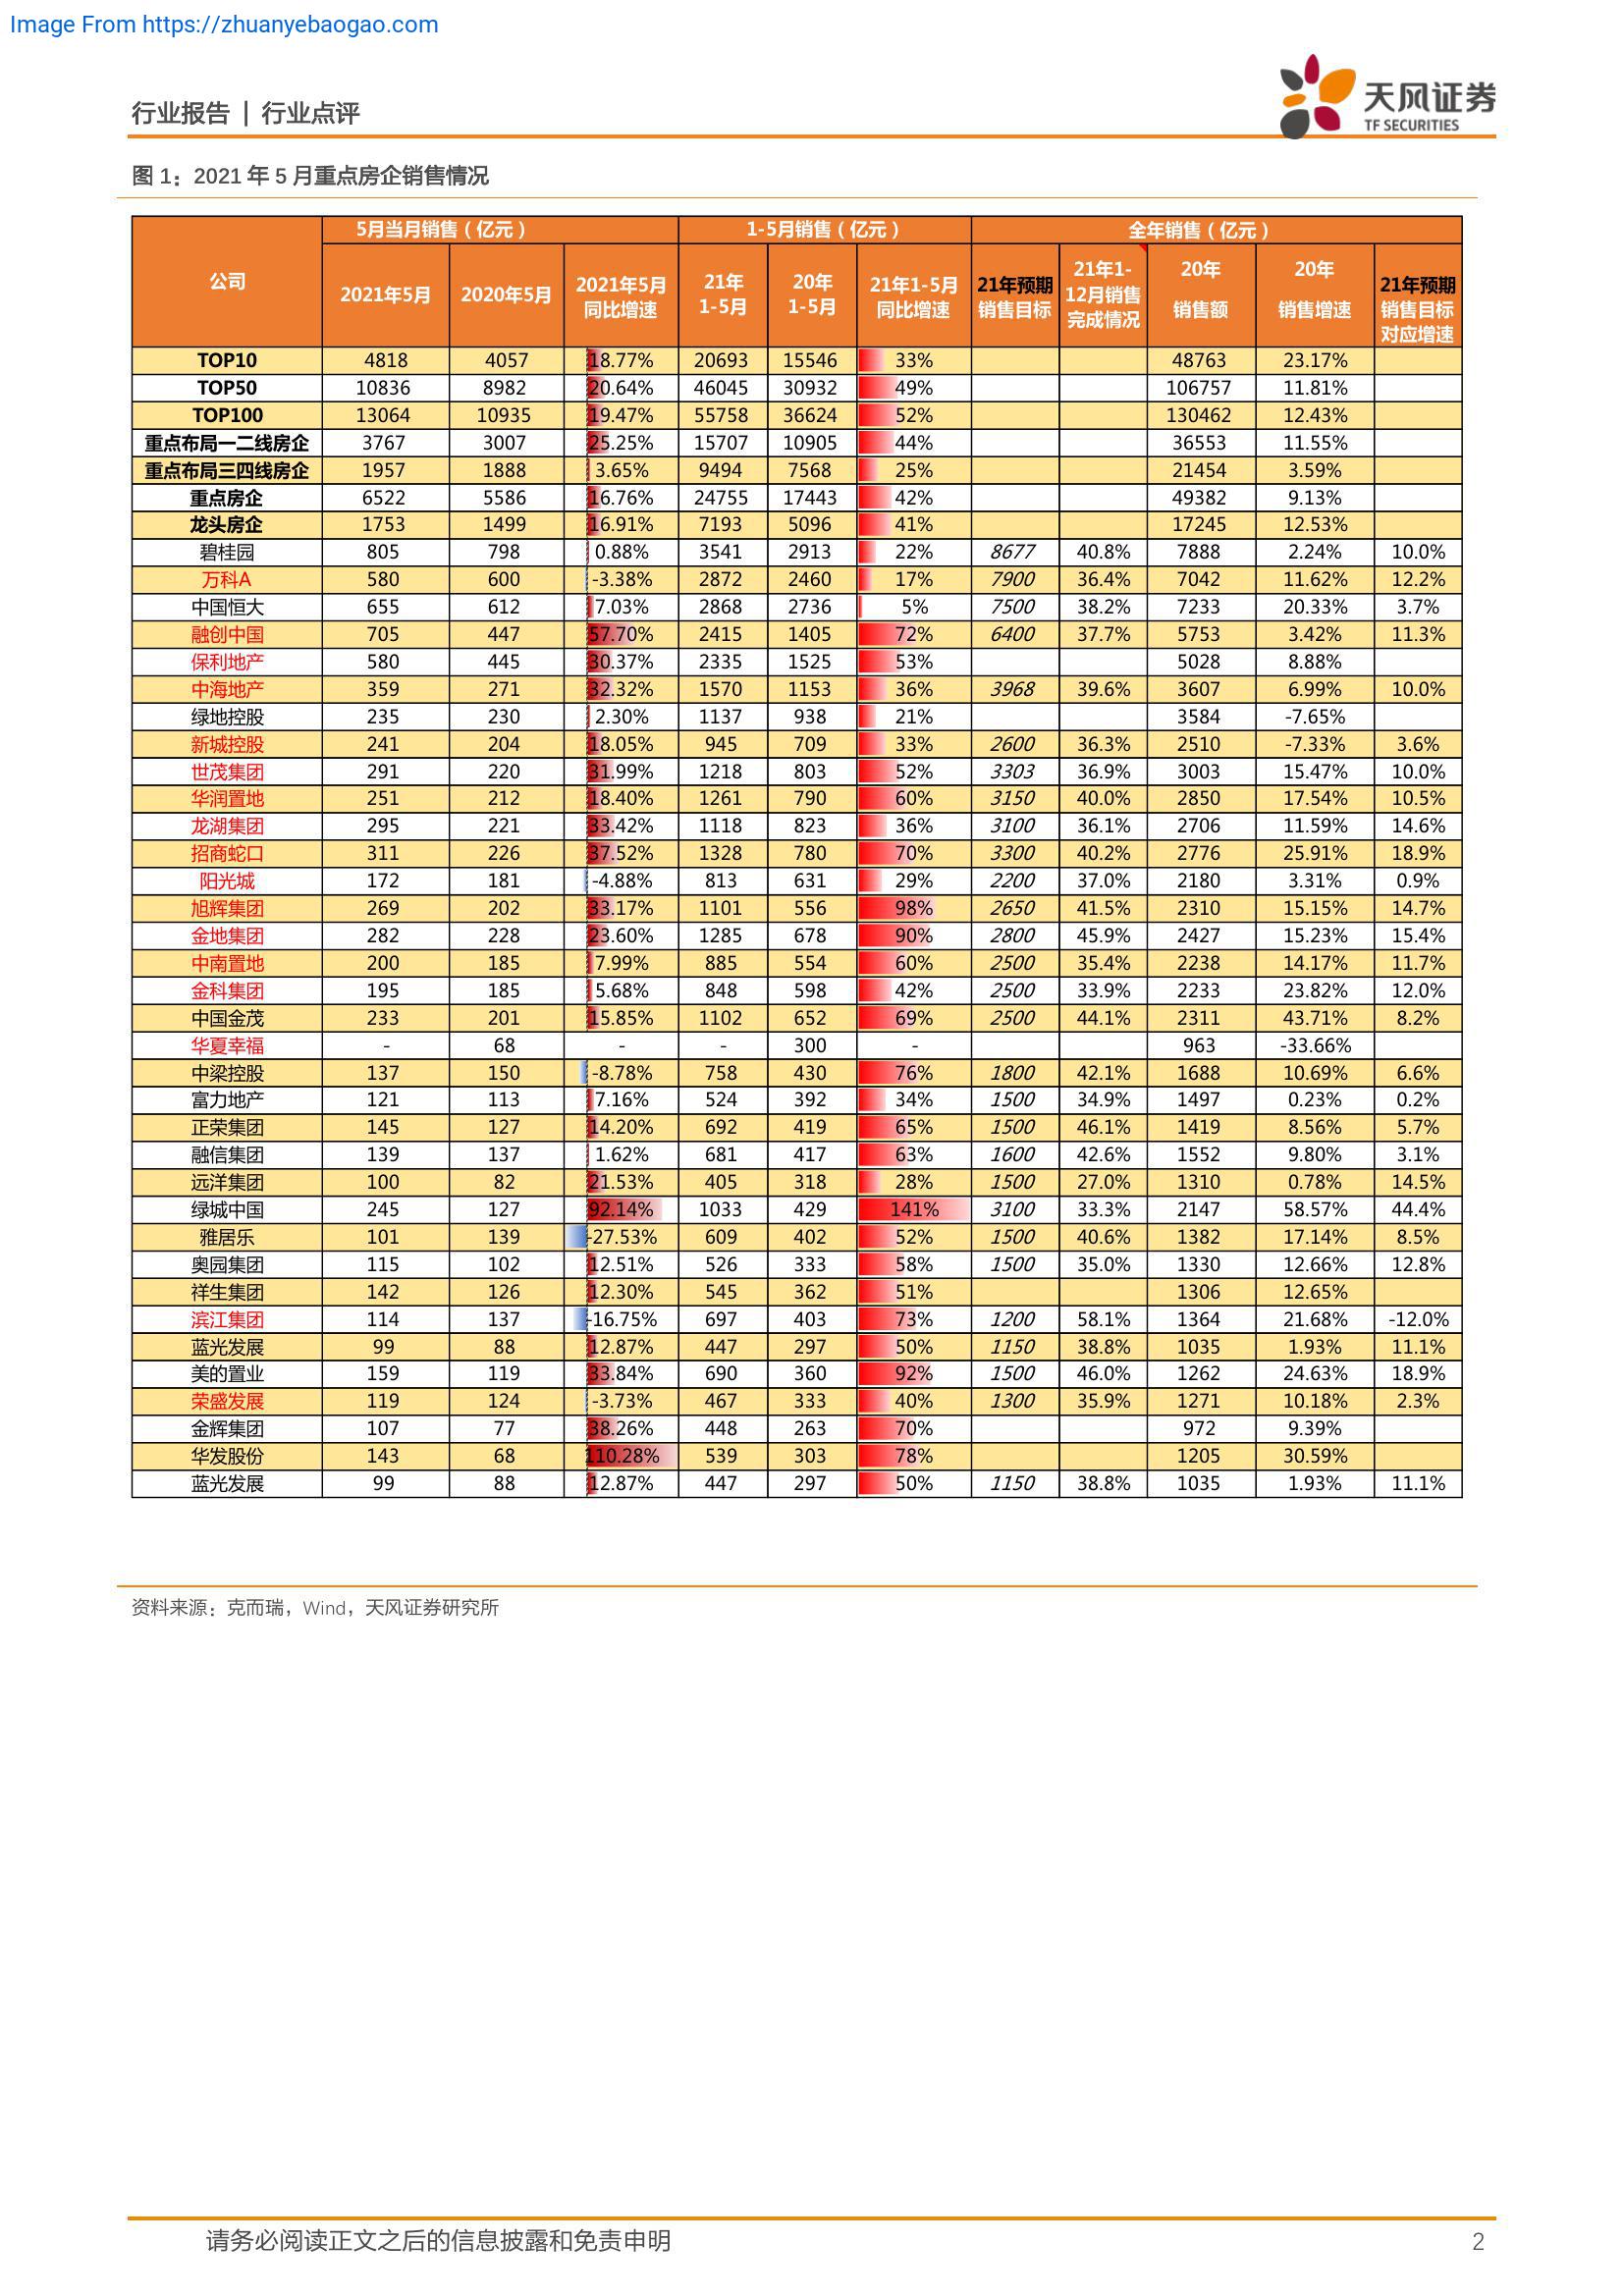 Image From https://zhuanyebaogao.com
行业报告 | 行业点评
天风证券
TF SECURITIES
图 1：2021 年 5 月重点房企销售情况
公司 5月当月销售（亿元） 1-5月销售（亿元） 全年销售（亿元）
2021年5月 2020年5月 2021年5月同比增速 21年1-5月 20年1-5月 21年1-5月同比增速 21年预期销售目标 21年1-12月销售完成情况 20年销售额 20年销售增速 21年预期销售目标对应增速
TOP10 4818 4057 18.77% 20693 15546 33% 48763 23.17%
TOP50 10836 8982 20.64% 46045 30932 49% 106757 11.81%
TOP100 13064 10935 19.47% 55758 36624 52% 130462 12.43%
重点布局一二线房企 3767 3007 25.25% 15707 10905 44% 36553 11.55%
重点布局三四线房企 1957 1888 3.65% 9494 7568 25% 21454 3.59%
重点房企 6522 5586 16.76% 24755 17443 42% 49382 9.13%
龙头房企 1753 1499 16.91% 7193 5096 41% 17245 12.53%
碧桂园 805 798 0.88% 3541 2913 22% 8677 40.8% 7888 2.24% 10.0%
万科A 580 600 -3.38% 2872 2460 17% 7900 36.4% 7042 11.62% 12.2%
中国恒大 655 612 7.03% 2868 2736 5% 7500 38.2% 7233 20.33% 3.7%
融创中国 705 447 57.70% 2415 1405 72% 6400 37.7% 5753 3.42% 11.3%
保利地产 580 445 30.37% 2335 1525 53% 5028 8.88%
中海地产 359 271 32.32% 1570 1153 36% 3968 39.6% 3607 6.99% 10.0%
绿地控股 235 230 2.30% 1137 938 21% 3584 -7.65%
新城控股 241 204 18.05% 945 709 33% 2600 36.3% 2510 -7.33% 3.6%
世茂集团 291 220 31.99% 1218 803 52% 3303 36.9% 3003 15.47% 10.0%
华润置地 251 212 18.40% 1261 790 60% 3150 40.0% 2850 17.54% 10.5%
龙湖集团 295 221 33.42% 1118 823 36% 3100 36.1% 2706 11.59% 14.6%
招商蛇口 311 226 37.52% 1328 780 70% 3300 40.2% 2776 25.91% 18.9%
阳光城 172 181 -4.88% 813 631 29% 2200 37.0% 2180 3.31% 0.9%
旭辉集团 269 202 33.17% 1101 556 98% 2650 41.5% 2310 15.15% 14.7%
金地集团 282 228 23.60% 1285 678 90% 2800 45.9% 2427 15.23% 15.4%
中南置地 200 185 7.99% 885 554 60% 2500 35.4% 2238 14.17% 11.7%
金科集团 195 185 5.68% 848 598 42% 2500 33.9% 2233 23.82% 12.0%
中国金茂 233 201 15.85% 1102 652 69% 2500 44.1% 2311 43.71% 8.2%
华夏幸福 - 68 - - 300 - 963 -33.66%
中梁控股 137 150 -8.78% 758 430 76% 1800 42.1% 1688 10.69% 6.6%
富力地产 121 113 7.16% 524 392 34% 1500 34.9% 1497 0.23% 0.2%
正荣集团 145 127 14.20% 692 419 65% 1500 46.1% 1419 8.56% 5.7%
融信集团 139 137 1.62% 681 417 63% 1600 42.6% 1552 9.80% 3.1%
远洋集团 100 82 21.53% 405 318 28% 1500 27.0% 1310 0.78% 14.5%
绿城中国 245 127 92.14% 1033 429 141% 3100 33.3% 2147 58.57% 44.4%
雅居乐 101 139 -27.53% 609 402 52% 1500 40.6% 1382 17.14% 8.5%
奥园集团 115 102 12.51% 526 333 58% 1500 35.0% 1330 12.66% 12.8%
祥生集团 142 126 12.30% 545 362 51% 1306 12.65%
滨江集团 114 137 -16.75% 697 403 73% 1200 58.1% 1364 21.68% -12.0%
蓝光发展 99 88 12.87% 447 297 50% 1150 38.8% 1035 1.93% 11.1%
美的置业 159 119 33.84% 690 360 92% 1500 46.0% 1262 24.63% 18.9%
荣盛发展 119 124 -3.73% 467 333 40% 1300 35.9% 1271 10.18% 2.3%
金辉集团 107 77 38.26% 448 263 70% 972 9.39%
华发股份 143 68 110.28% 539 303 78% 1205 30.59%
蓝光发展 99 88 12.87% 447 297 50% 1150 38.8% 1035 1.93% 11.1%
资料来源：克而瑞，Wind，天风证券研究所
请务必阅读正文之后的信息披露和免责申明 2